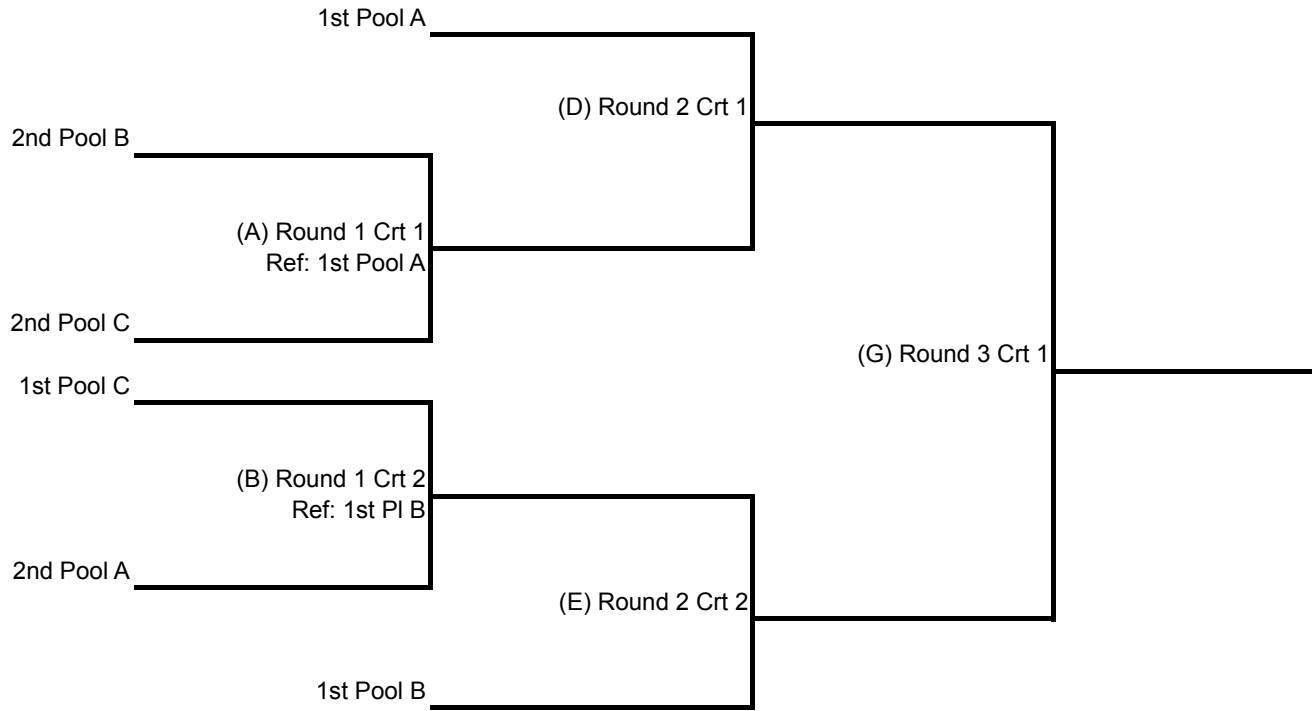 1st Pool A
(D) Round 2 Crt 1
2nd Pool B
(A) Round 1 Crt 1
Ref: 1st Pool A
2nd Pool C
(G) Round 3 Crt 1
1st Pool C
(B) Round 1 Crt 2
Ref: 1st Pl B
2nd Pool A
(E) Round 2 Crt 2
1st Pool B